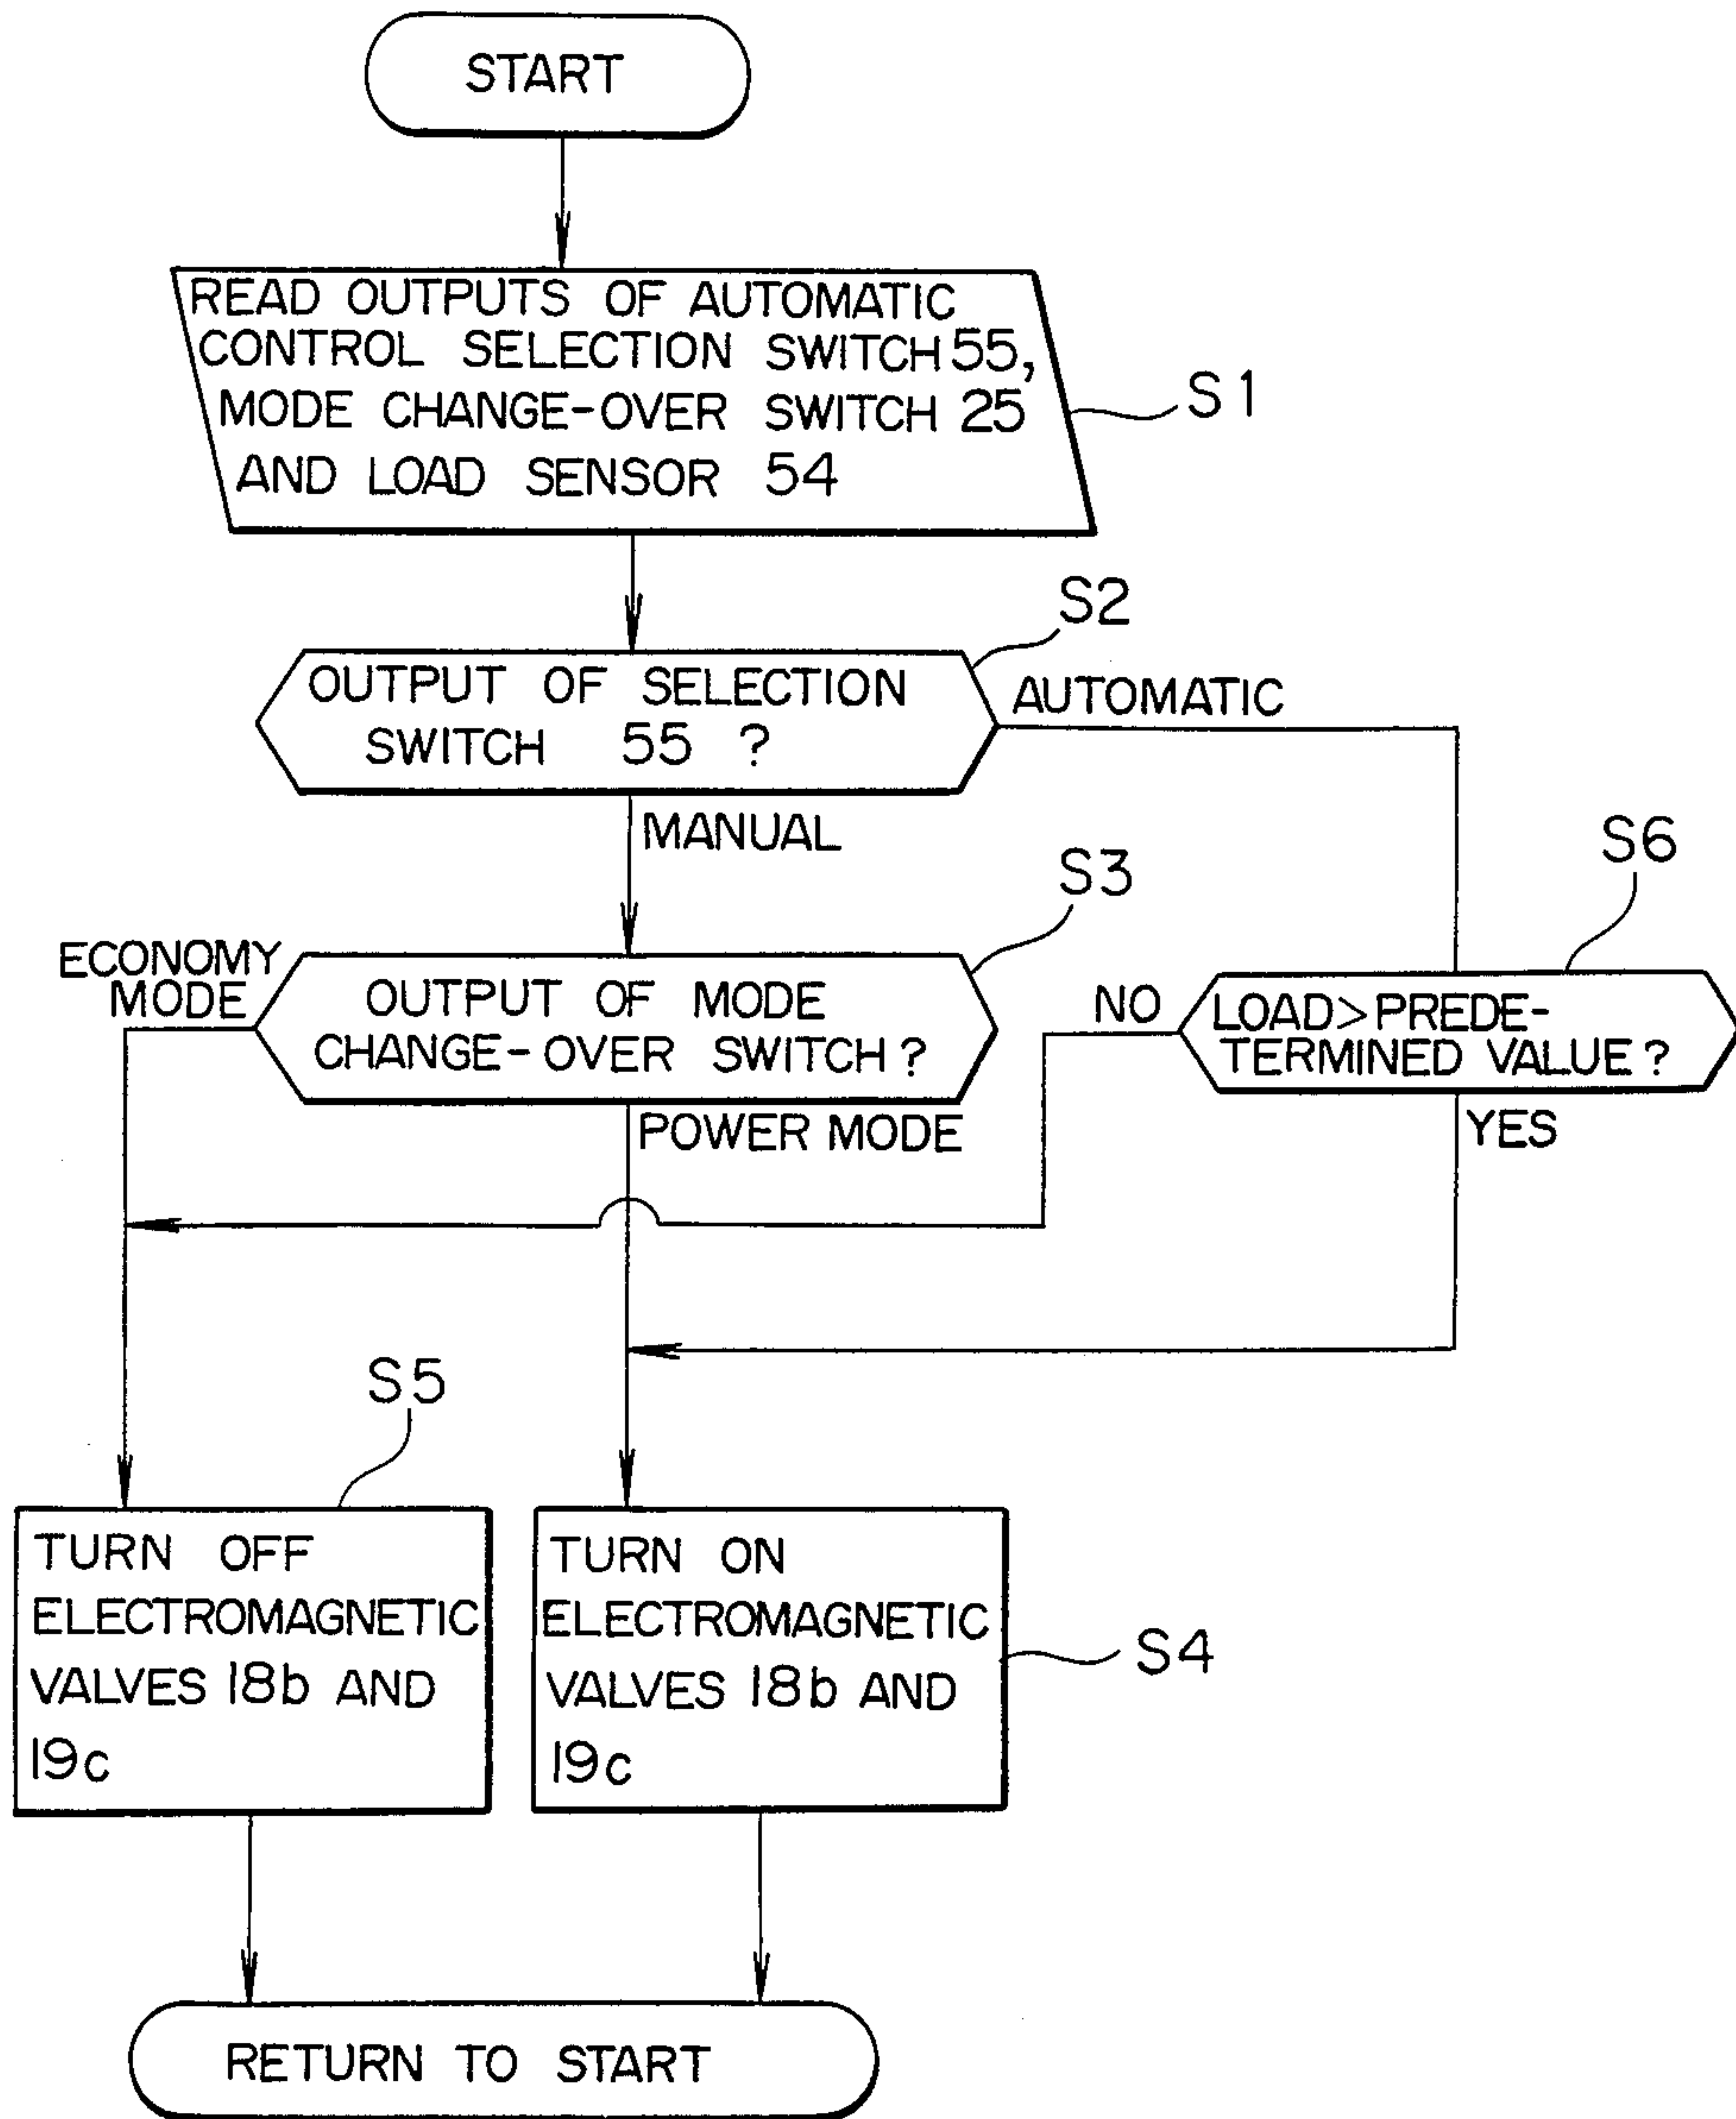 START
READ OUTPUTS OF AUTOMATIC
CONTROL SELECTION SWITCH 55,
MODE CHANGE-OVER SWITCH 25
AND LOAD SENSOR 54
S1
S2
OUTPUT OF SELECTION
SWITCH 55 ?
AUTOMATIC
MANUAL
S3
S6
ECONOMY
MODE
OUTPUT OF MODE
CHANGE-OVER SWITCH ?
NO
LOAD>PREDE-
TERMINED VALUE ?
POWER MODE
YES
S5
TURN OFF
ELECTROMAGNETIC
VALVES 18b AND
19c
TURN ON
ELECTROMAGNETIC
VALVES 18b AND
19c
S4
RETURN TO START